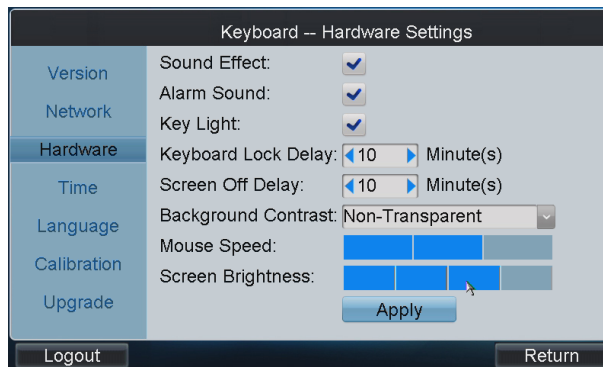 Keyboard -- Hardware Settings
Version
Network
Hardware
Time
Language
Calibration
Upgrade
Sound Effect:
Alarm Sound:
Key Light:
Keyboard Lock Delay: 10 Minute(s)
Screen Off Delay: 10 Minute(s)
Background Contrast: Non-Transparent
Mouse Speed:
Screen Brightness:
Apply
Logout
Return